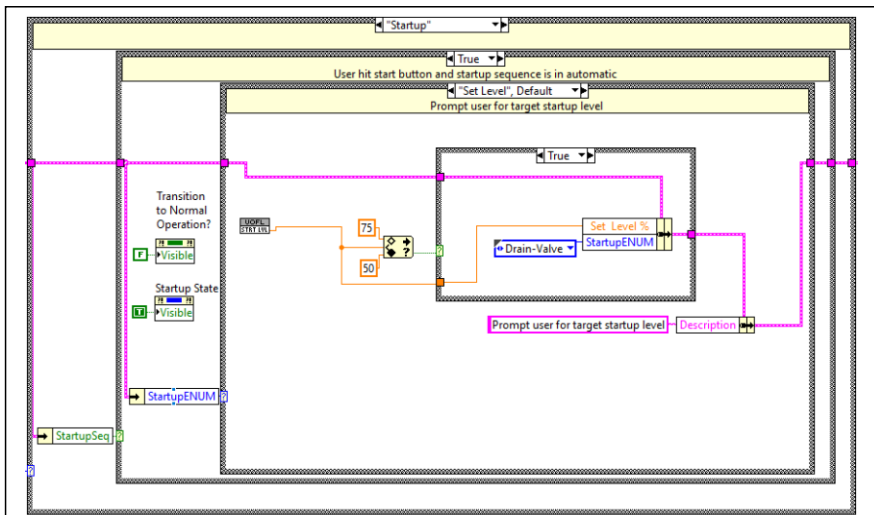 "Startup"
True
User hit start button and startup sequence is in automatic
"Set Level", Default
Prompt user for target startup level
True
Transition
to Normal
Operation?
F
Visible
UOFL
STRT LVL
75
?
50
Set Level %
Drain-Valve
StartupENUM
?
Startup State
T
Visible
Prompt user for target startup level
Description
StartupENUM
?
StartupSeq
?
?